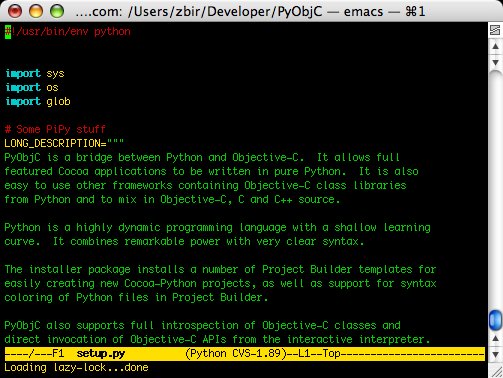 ....com: /Users/zbir/Developer/PyObjC — emacs — ⌘1
#!/usr/bin/env python
import sys
import os
import glob
# Some PiPy stuff
LONG_DESCRIPTION="""
PyObjC is a bridge between Python and Objective-C.  It allows full
featured Cocoa applications to be written in pure Python.  It is also
easy to use other frameworks containing Objective-C class libraries
from Python and to mix in Objective-C, C and C++ source.
Python is a highly dynamic programming language with a shallow learning
curve.  It combines remarkable power with very clear syntax.
The installer package installs a number of Project Builder templates for
easily creating new Cocoa-Python projects, as well as support for syntax
coloring of Python files in Project Builder.
PyObjC also supports full introspection of Objective-C classes and
direct invocation of Objective-C APIs from the interactive interpreter.
----/---F1  setup.py          (Python CVS-1.89)--L1--Top------------------------
Loading lazy-lock...done